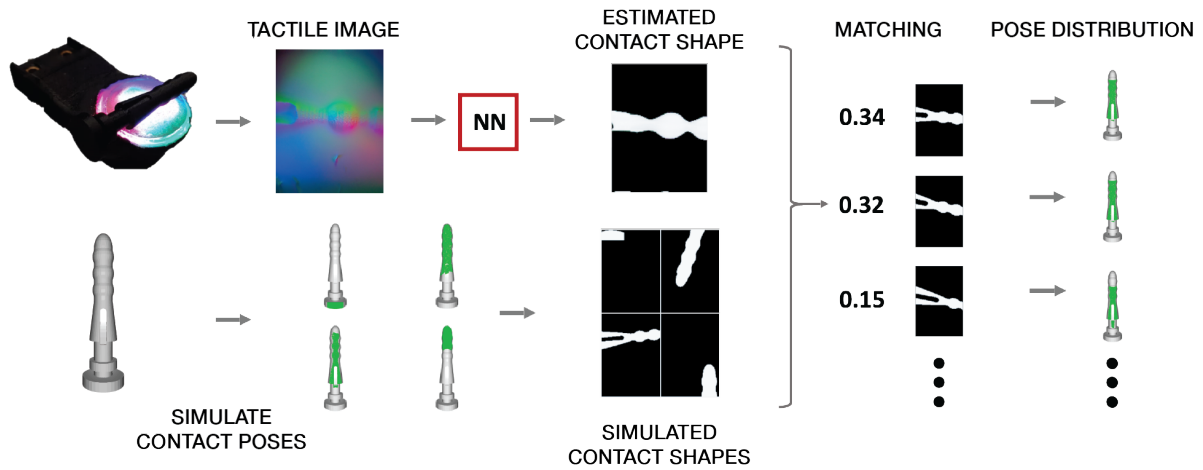 TACTILE IMAGE
ESTIMATED
CONTACT SHAPE
MATCHING
POSE DISTRIBUTION
NN
0.34
0.32
0.15
SIMULATE
CONTACT POSES
SIMULATED
CONTACT SHAPES